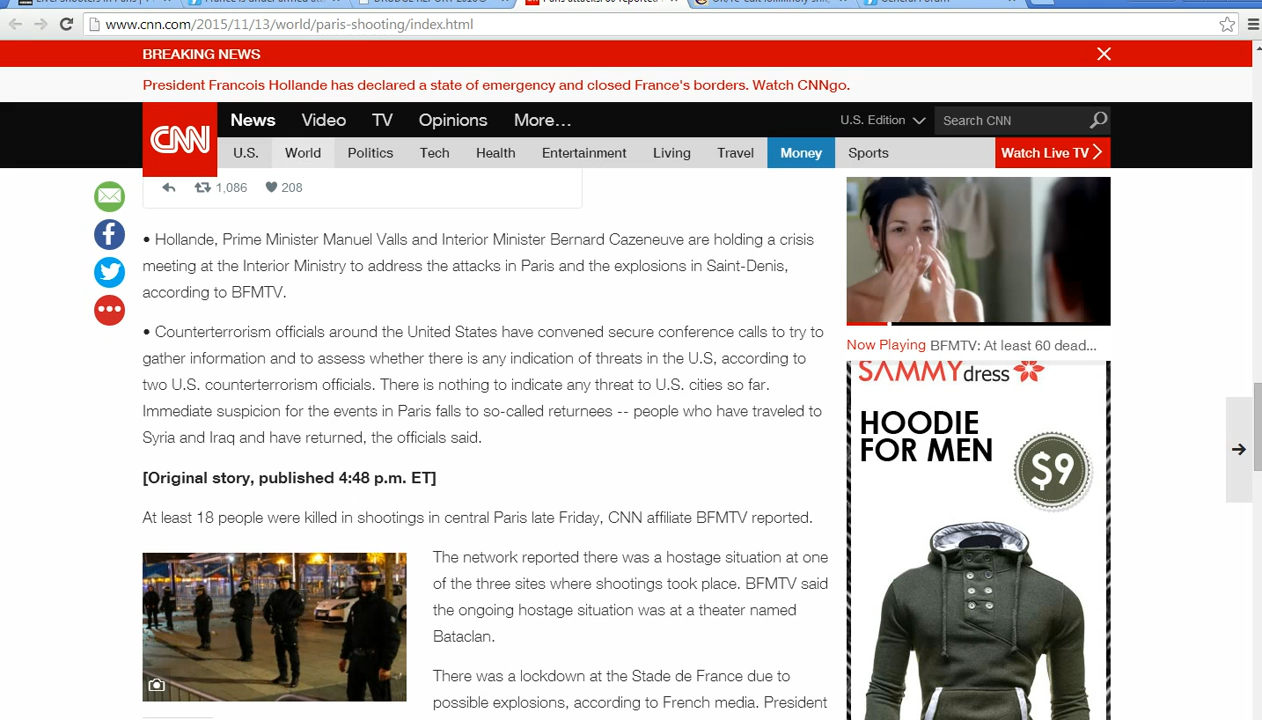 www.cnn.com/2015/11/13/world/paris-shooting/index.html
BREAKING NEWS
President Francois Hollande has declared a state of emergency and closed France's borders. Watch CNNgo.
CNN
News Video TV Opinions More...
U.S. Edition
Search CNN
U.S. World Politics Tech Health Entertainment Living Travel Money Sports
Watch Live TV
1,086 208
• Hollande, Prime Minister Manuel Valls and Interior Minister Bernard Cazeneuve are holding a crisis
meeting at the Interior Ministry to address the attacks in Paris and the explosions in Saint-Denis,
according to BFMTV.
• Counterterrorism officials around the United States have convened secure conference calls to try to
gather information and to assess whether there is any indication of threats in the U.S, according to
two U.S. counterterrorism officials. There is nothing to indicate any threat to U.S. cities so far.
Immediate suspicion for the events in Paris falls to so-called returnees -- people who have traveled to
Syria and Iraq and have returned, the officials said.
[Original story, published 4:48 p.m. ET]
At least 18 people were killed in shootings in central Paris late Friday, CNN affiliate BFMTV reported.
The network reported there was a hostage situation at one
of the three sites where shootings took place. BFMTV said
the ongoing hostage situation was at a theater named
Bataclan.
There was a lockdown at the Stade de France due to
possible explosions, according to French media. President
Now Playing BFMTV: At least 60 dead...
SAMMYdress
HOODIE
FOR MEN
$9